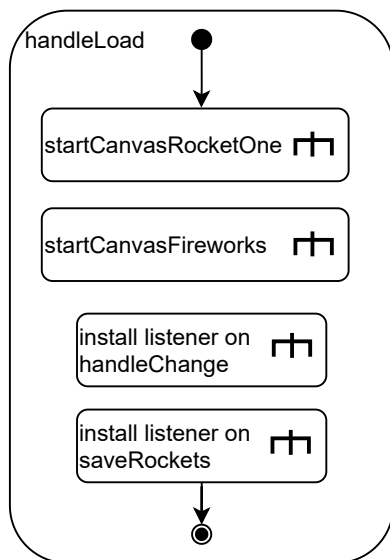 handleLoad
startCanvasRocketOne
startCanvasFireworks
install listener on
handleChange
install listener on
saveRockets